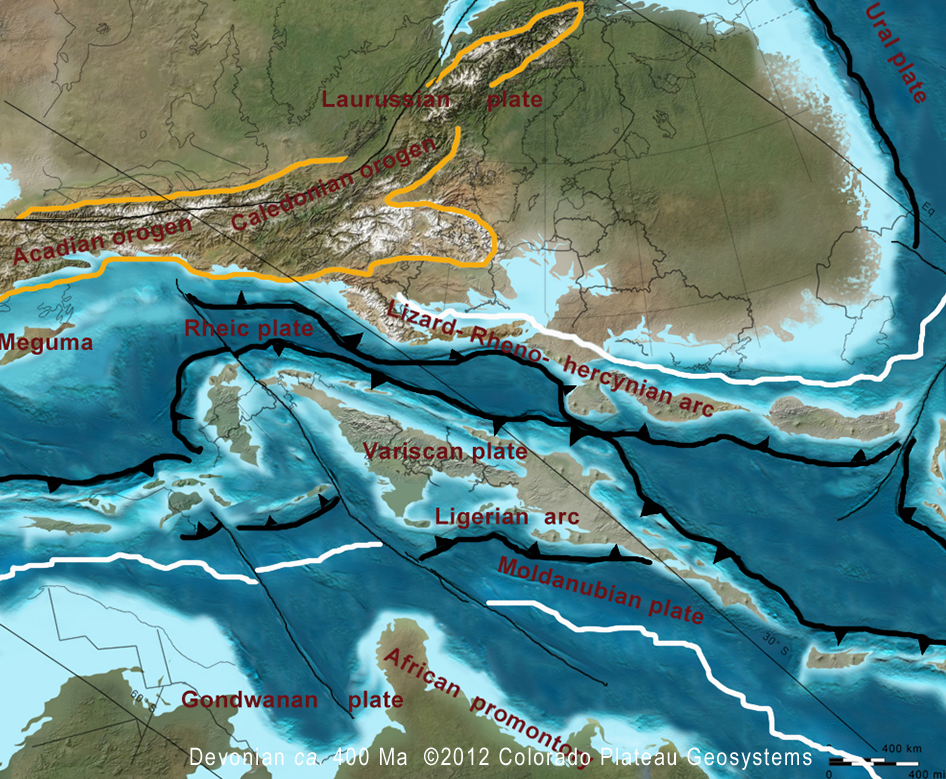 Ural plate
Laurussian plate
Caledonian orogen
Acadian orogen
Eq
Meguma
Rheic plate
Lizard- Rheno- hercynian arc
Variscan plate
Ligerian arc
Moldanubian plate
30° S
African promontory
60° S
Gondwanan plate
Devonian ca. 400 Ma ©2012 Colorado Plateau Geosystems
400 km
0 400 mi